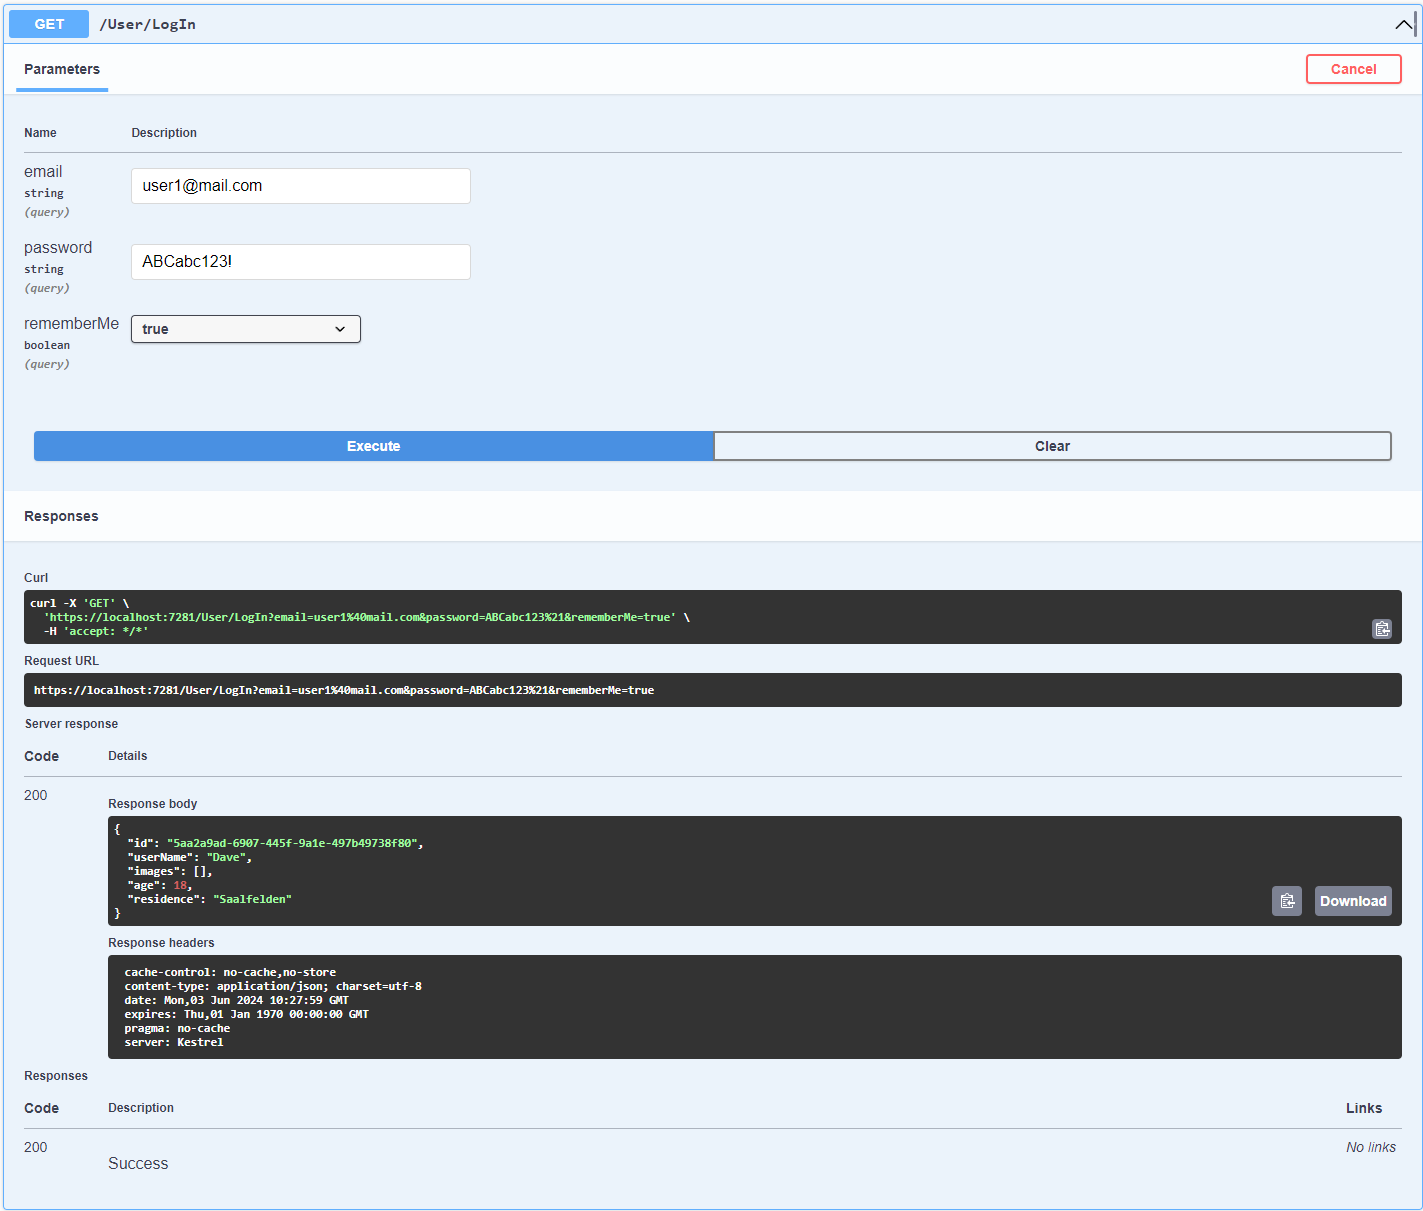 GET /User/LogIn
Parameters Cancel
Name Description
email
string
(query)
user1@mail.com
password
string
(query)
ABCabc123!
rememberMe
boolean
(query)
true
Execute Clear
Responses
Curl
curl -X 'GET' \
'https://localhost:7281/User/LogIn?email=user1%40mail.com&password=ABCabc123%21&rememberMe=true' \
-H 'accept: */*'
Request URL
https://localhost:7281/User/LogIn?email=user1%40mail.com&password=ABCabc123%21&rememberMe=true
Server response
Code Details
200
Response body
{
"id": "5aa2a9ad-6907-445f-9a1e-497b49738f80",
"userName": "Dave",
"images": [],
"age": 18,
"residence": "Saalfelden"
}
Download
Response headers
cache-control: no-cache,no-store
content-type: application/json; charset=utf-8
date: Mon,03 Jun 2024 10:27:59 GMT
expires: Thu,01 Jan 1970 00:00:00 GMT
pragma: no-cache
server: Kestrel
Responses
Code Description Links
200 No links
Success